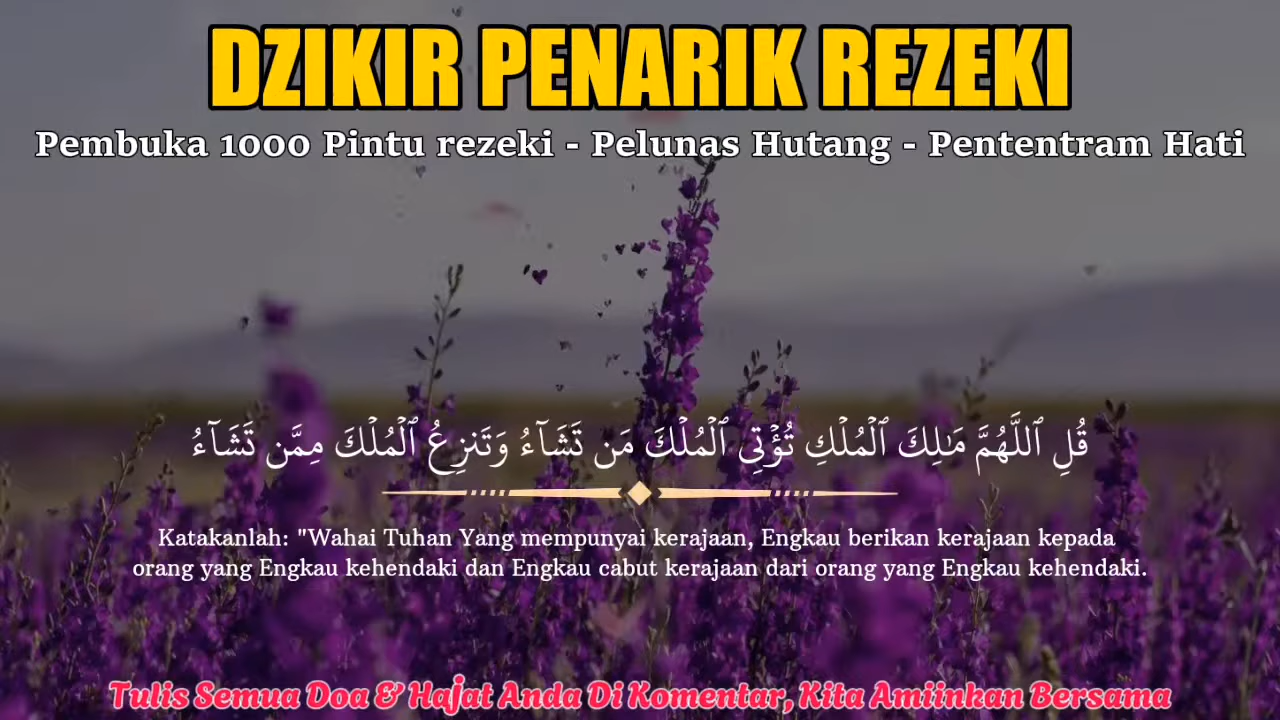 DZIKIR PENARIK REZEKI
Pembuka 1000 Pintu rezeki - Pelunas Hutang - Pententram Hati
قُلِ ٱللَّهُمَّ مَـٰلِكَ ٱلْمُلْكِ تُؤْتِى ٱلْمُلْكَ مَن تَشَآءُ وَتَنزِعُ ٱلْمُلْكَ مِمَّن تَشَآءُ
Katakanlah: "Wahai Tuhan Yang mempunyai kerajaan, Engkau berikan kerajaan kepada
orang yang Engkau kehendaki dan Engkau cabut kerajaan dari orang yang Engkau kehendaki.
Tulis Semua Doa & Hajat Anda Di Komentar, Kita Amiinkan Bersama